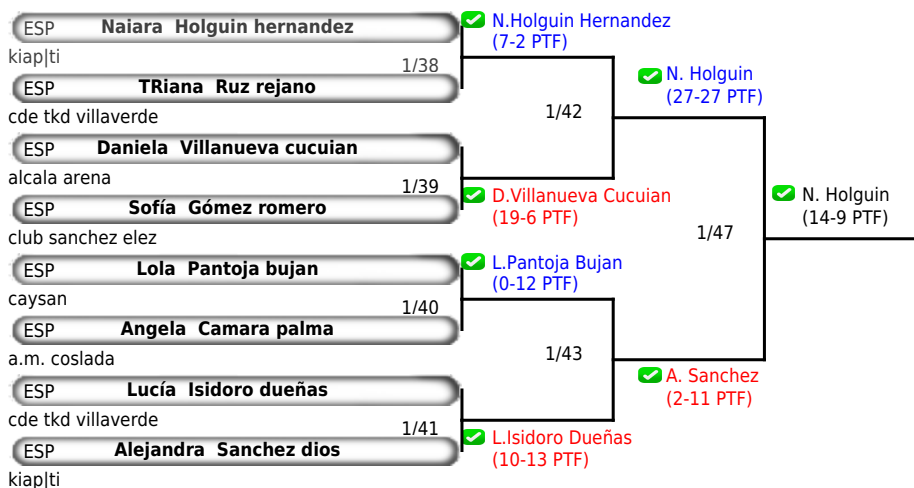 ESP Naiara Holguin hernandez
kiap|ti
1/38
ESP TRiana Ruz rejano
cde tkd villaverde
ESP Daniela Villanueva cucuian
alcala arena
1/39
ESP Sofía Gómez romero
club sanchez elez
ESP Lola Pantoja bujan
caysan
1/40
ESP Angela Camara palma
a.m. coslada
ESP Lucía Isidoro dueñas
cde tkd villaverde
1/41
ESP Alejandra Sanchez dios
kiap|ti
N.Holguin Hernandez
(7-2 PTF)
1/42
D.Villanueva Cucuian
(19-6 PTF)
L.Pantoja Bujan
(0-12 PTF)
1/43
L.Isidoro Dueñas
(10-13 PTF)
N. Holguin
(27-27 PTF)
1/47
A. Sanchez
(2-11 PTF)
N. Holguin
(14-9 PTF)